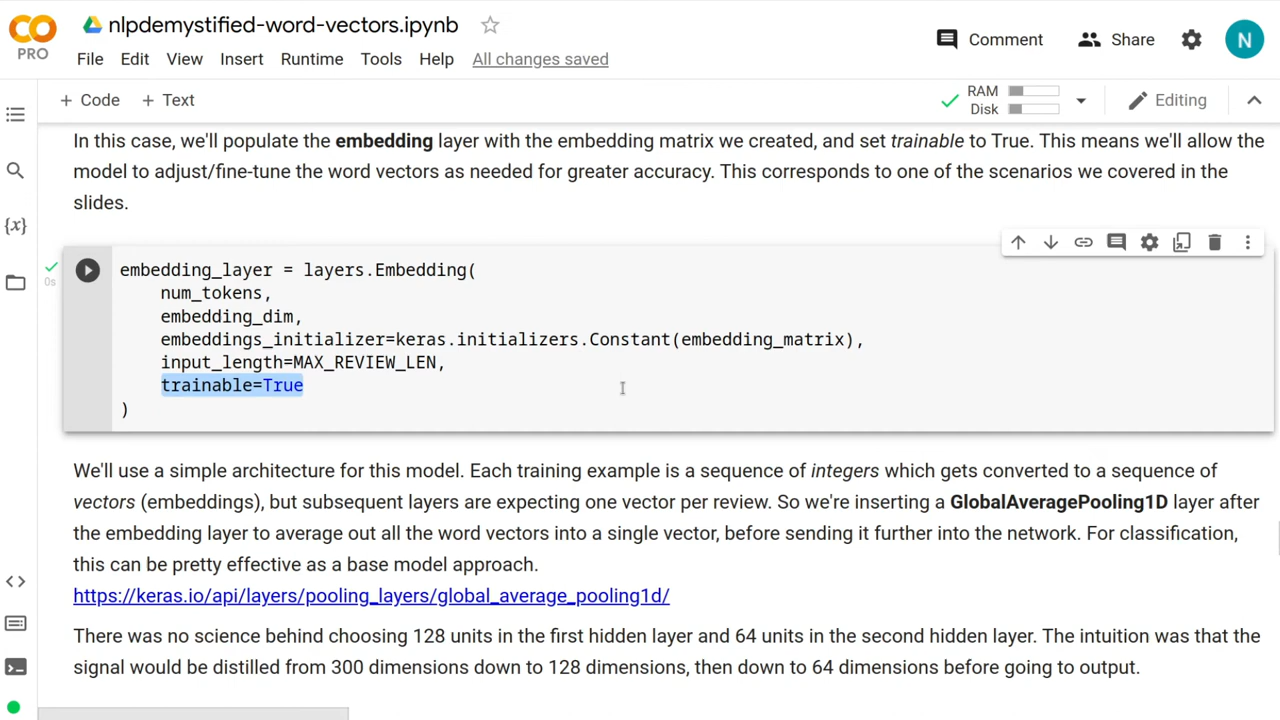 nlpdemystified-word-vectors.ipynb
PRO
File Edit View Insert Runtime Tools Help All changes saved
Comment Share N
+ Code + Text
RAM
Disk
Editing
In this case, we'll populate the embedding layer with the embedding matrix we created, and set trainable to True. This means we'll allow the
model to adjust/fine-tune the word vectors as needed for greater accuracy. This corresponds to one of the scenarios we covered in the
slides.
{x}
0s
embedding_layer = layers.Embedding(
num_tokens,
embedding_dim,
embeddings_initializer=keras.initializers.Constant(embedding_matrix),
input_length=MAX_REVIEW_LEN,
trainable=True
)
We'll use a simple architecture for this model. Each training example is a sequence of integers which gets converted to a sequence of
vectors (embeddings), but subsequent layers are expecting one vector per review. So we're inserting a GlobalAveragePooling1D layer after
the embedding layer to average out all the word vectors into a single vector, before sending it further into the network. For classification,
this can be pretty effective as a base model approach.
https://keras.io/api/layers/pooling_layers/global_average_pooling1d/
There was no science behind choosing 128 units in the first hidden layer and 64 units in the second hidden layer. The intuition was that the
signal would be distilled from 300 dimensions down to 128 dimensions, then down to 64 dimensions before going to output.